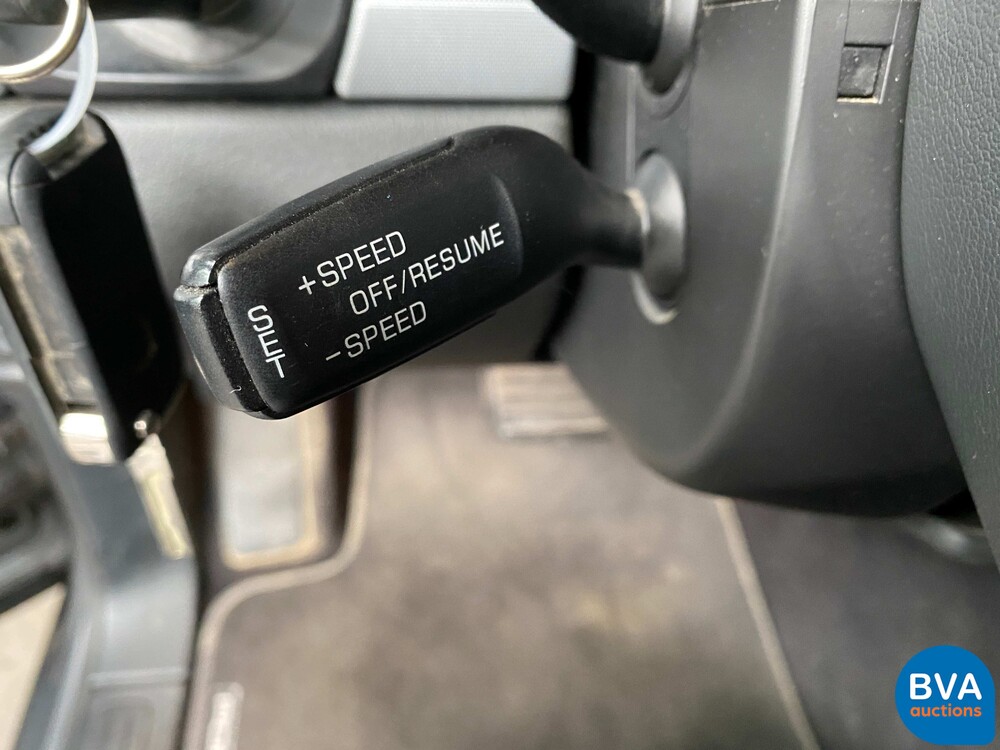 +SPEED
OFF/RESUME
-SPEED
SET
BVA
auctions